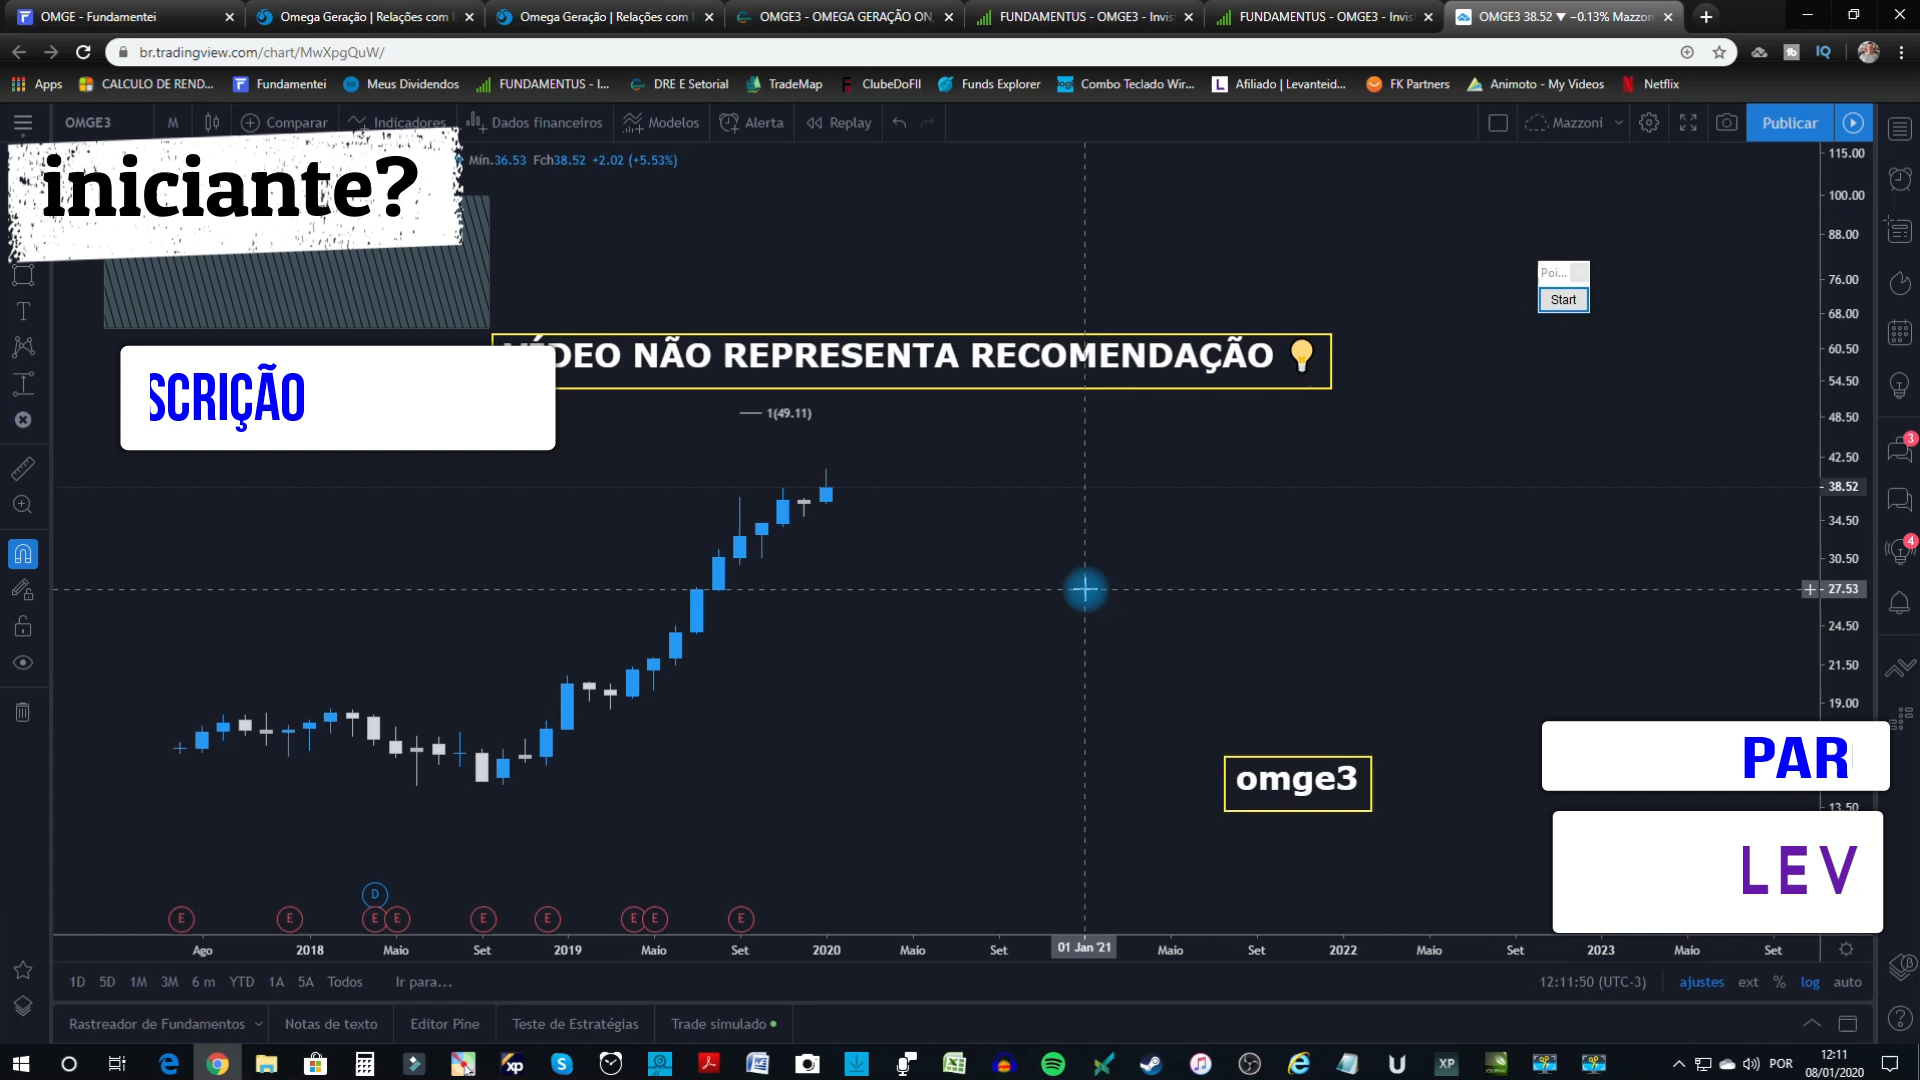 OMGE - Fundamentei
Omega Geração | Relações com I
Omega Geração | Relações com I
OMGE3 - OMEGA GERAÇÃO ON,
FUNDAMENTUS - OMGE3 - Invis
FUNDAMENTUS - OMGE3 - Invis
OMGE3 38.52 ▼ −0.13% Mazzon
br.tradingview.com/chart/MwXpgQuW/
Apps
CALCULO DE REND...
Fundamentei
Meus Dividendos
FUNDAMENTUS - I...
DRE E Setorial
TradeMap
ClubeDoFII
Funds Explorer
Combo Teclado Wir...
Afiliado | Levanteid...
FK Partners
Animoto - My Videos
Netflix
OMGE3
M
Comparar
Indicadores
Dados financeiros
Modelos
Alerta
Replay
Mazzoni
Publicar
iniciante?
Mín.36.53 Fch38.52 +2.02 (+5.53%)
115.00
100.00
88.00
76.00
68.00
60.50
54.50
48.50
42.50
38.52
34.50
30.50
27.53
24.50
21.50
19.00
13.50
Poi...
Start
VÍDEO NÃO REPRESENTA RECOMENDAÇÃO 💡
SCRIÇÃO
1(49.11)
3
4
omge3
PAR
LEV
D
E
E
E
E
E
E
E
E
E
Ago
2018
Maio
Set
2019
Maio
Set
2020
Maio
Set
01 Jan '21
Maio
Set
2022
Maio
Set
2023
Maio
Set
1D 5D 1M 3M 6 m YTD 1A 5A Todos
Ir para...
12:11:50 (UTC-3)
ajustes ext % log auto
Rastreador de Fundamentos
Notas de texto
Editor Pine
Teste de Estratégias
Trade simulado
POR
12:11
08/01/2020